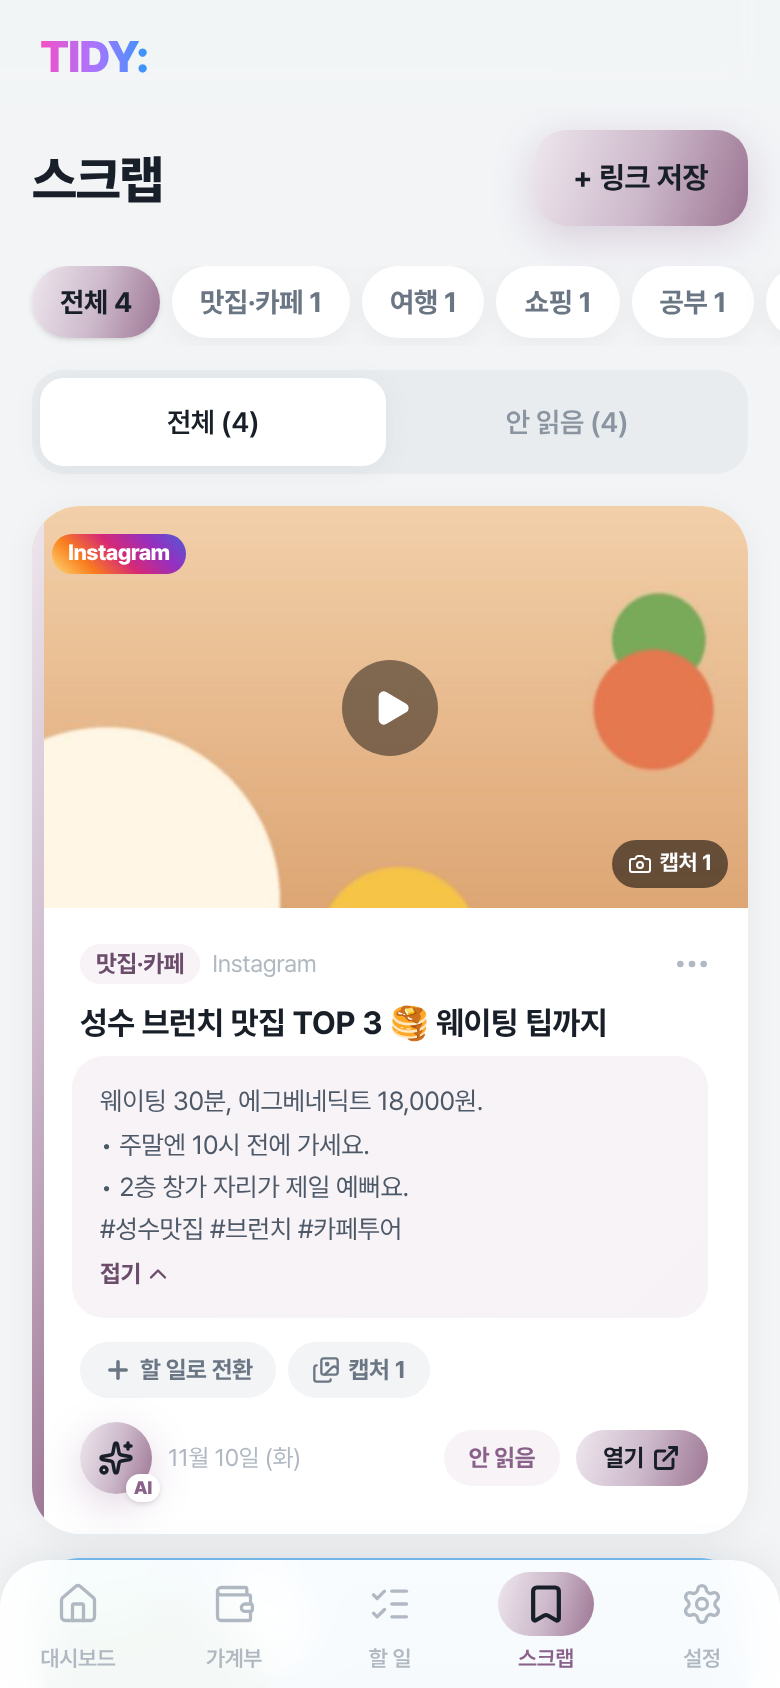 TIDY:
스크랩
+ 링크 저장
전체 4
맛집·카페 1
여행 1
쇼핑 1
공부 1
전체 (4)
안 읽음 (4)
Instagram
캡처 1
맛집·카페 Instagram
성수 브런치 맛집 TOP 3 🥞 웨이팅 팁까지
웨이팅 30분, 에그베네딕트 18,000원.
• 주말엔 10시 전에 가세요.
• 2층 창가 자리가 제일 예뻐요.
#성수맛집 #브런치 #카페투어
접기
할 일로 전환
캡처 1
AI
11월 10일 (화)
안 읽음
열기
대시보드
가계부
할 일
스크랩
설정